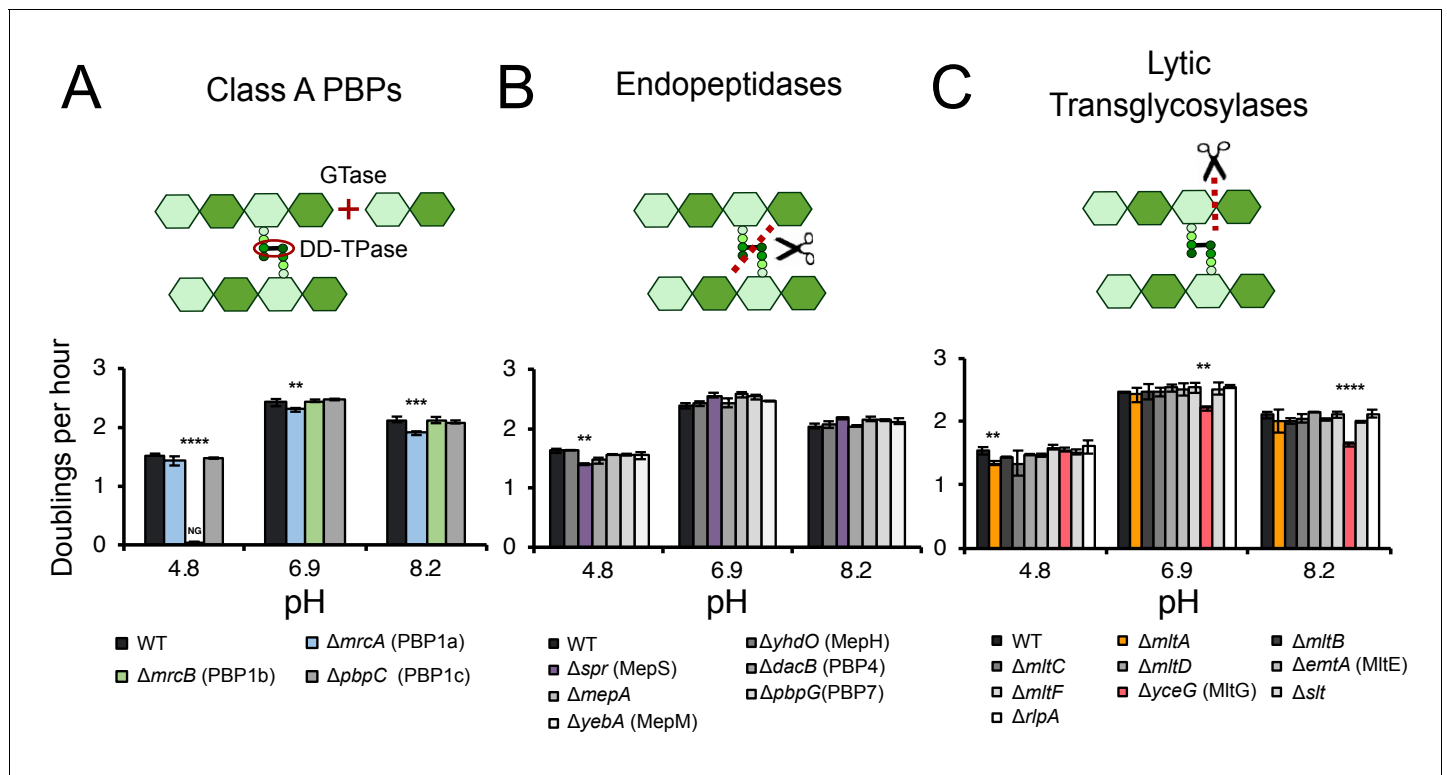 A
Class A PBPs
GTase
+
DD-TPase
Doublings per hour
3
2
1
0
****
NG
**
***
4.8
6.9
8.2
pH
WT
ΔmrcA (PBP1a)
ΔmrcB (PBP1b)
ΔpbpC (PBP1c)
B
Endopeptidases
3
2
1
0
**
4.8
6.9
8.2
pH
WT
ΔyhdO (MepH)
Δspr (MepS)
ΔdacB (PBP4)
ΔmepA
ΔpbpG(PBP7)
ΔyebA (MepM)
C
Lytic
Transglycosylases
3
2
1
0
**
**
****
4.8
6.9
8.2
pH
WT
ΔmltA
ΔmltB
ΔmltC
ΔmltD
ΔemtA (MltE)
ΔmltF
ΔyceG (MltG)
Δslt
ΔrlpA